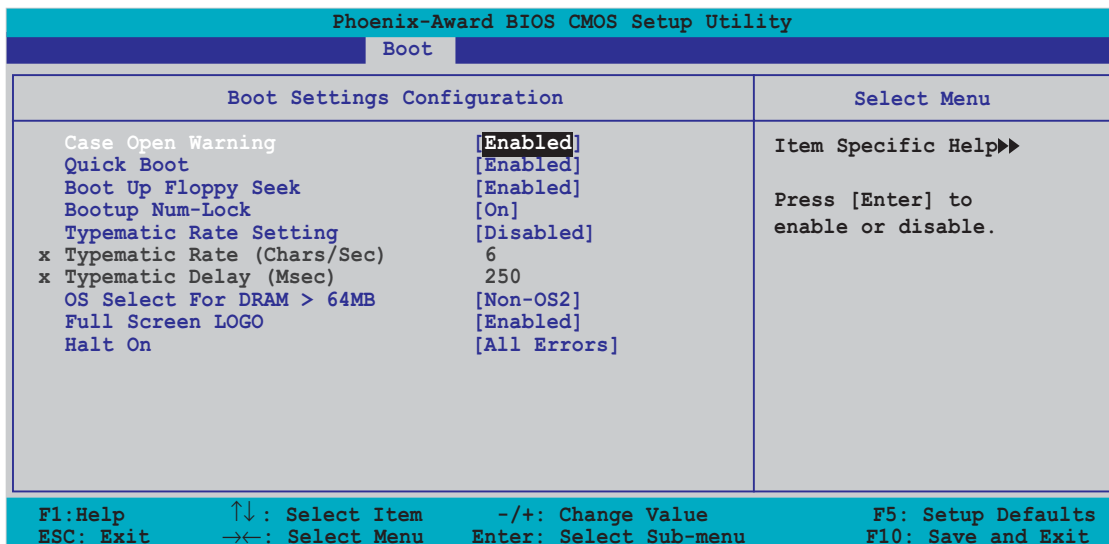 Phoenix-Award BIOS CMOS Setup Utility
Boot
Boot Settings Configuration
Select Menu
Case Open Warning [Enabled]
Quick Boot [Enabled]
Boot Up Floppy Seek [Enabled]
Bootup Num-Lock [On]
Typematic Rate Setting [Disabled]
x Typematic Rate (Chars/Sec) 6
x Typematic Delay (Msec) 250
OS Select For DRAM > 64MB [Non-OS2]
Full Screen LOGO [Enabled]
Halt On [All Errors]
Item Specific Help▶▶
Press [Enter] to
enable or disable.
F1:Help ↑↓: Select Item -/+: Change Value F5: Setup Defaults
ESC: Exit →←: Select Menu Enter: Select Sub-menu F10: Save and Exit